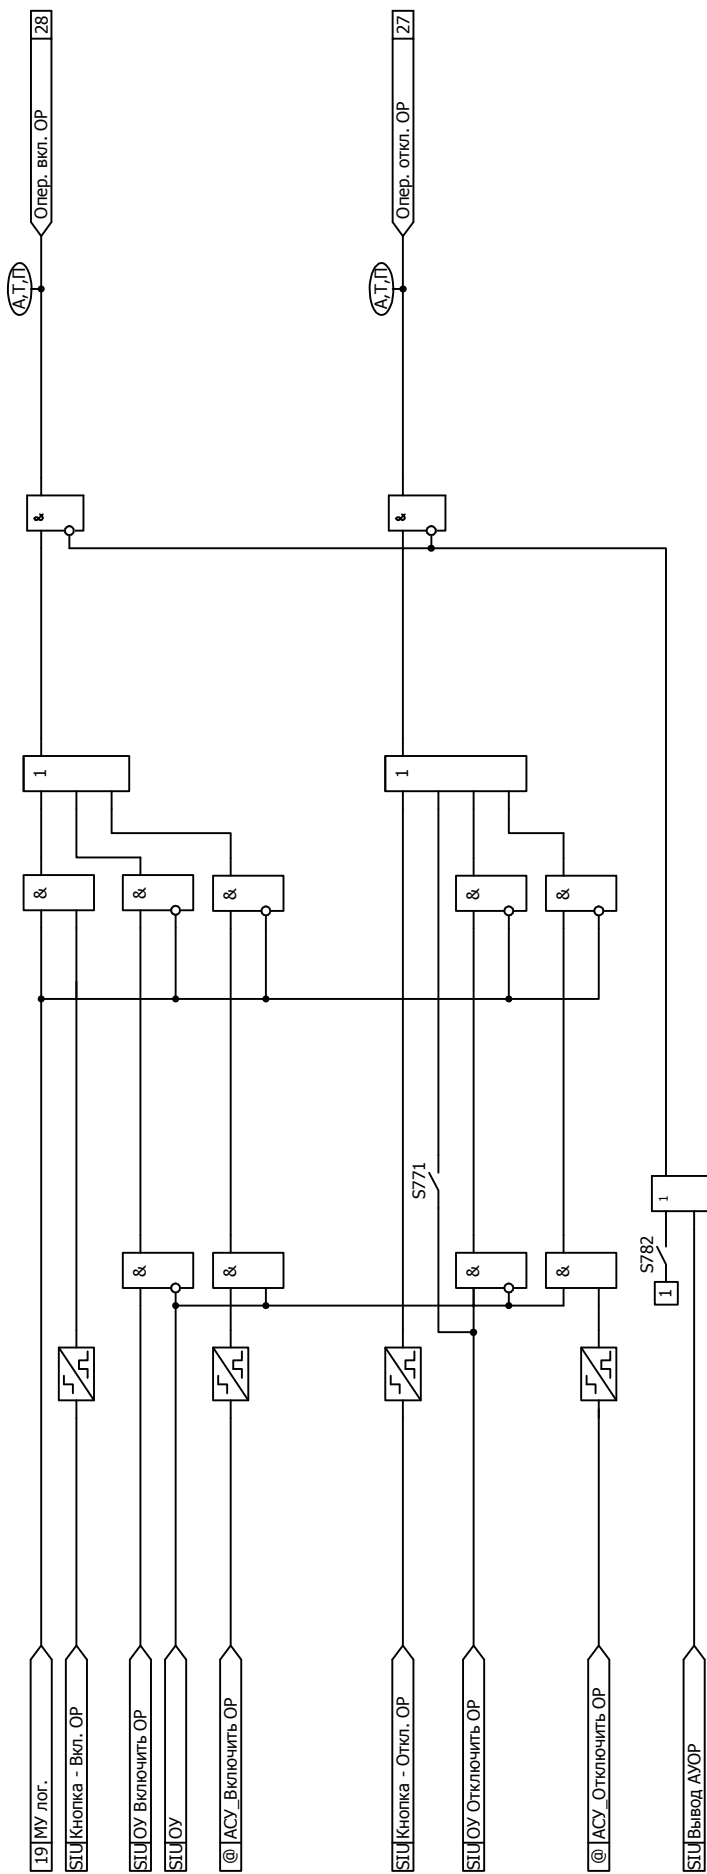 19 МУ лог.
SIU Кнопка - Вкл. ОР
SIU ОУ Включить ОР
SIU ОУ
@ АСУ_Включить ОР
SIU Кнопка - Откл. ОР
SIU ОУ Отключить ОР
@ АСУ_Отключить ОР
SIU Вывод АУОР
&
&
&
&
S771
S782
1
1
&
&
&
&
&
1
1
&
&
А,Т,П
А,Т,П
Опер. вкл. ОР 28
Опер. откл. ОР 27